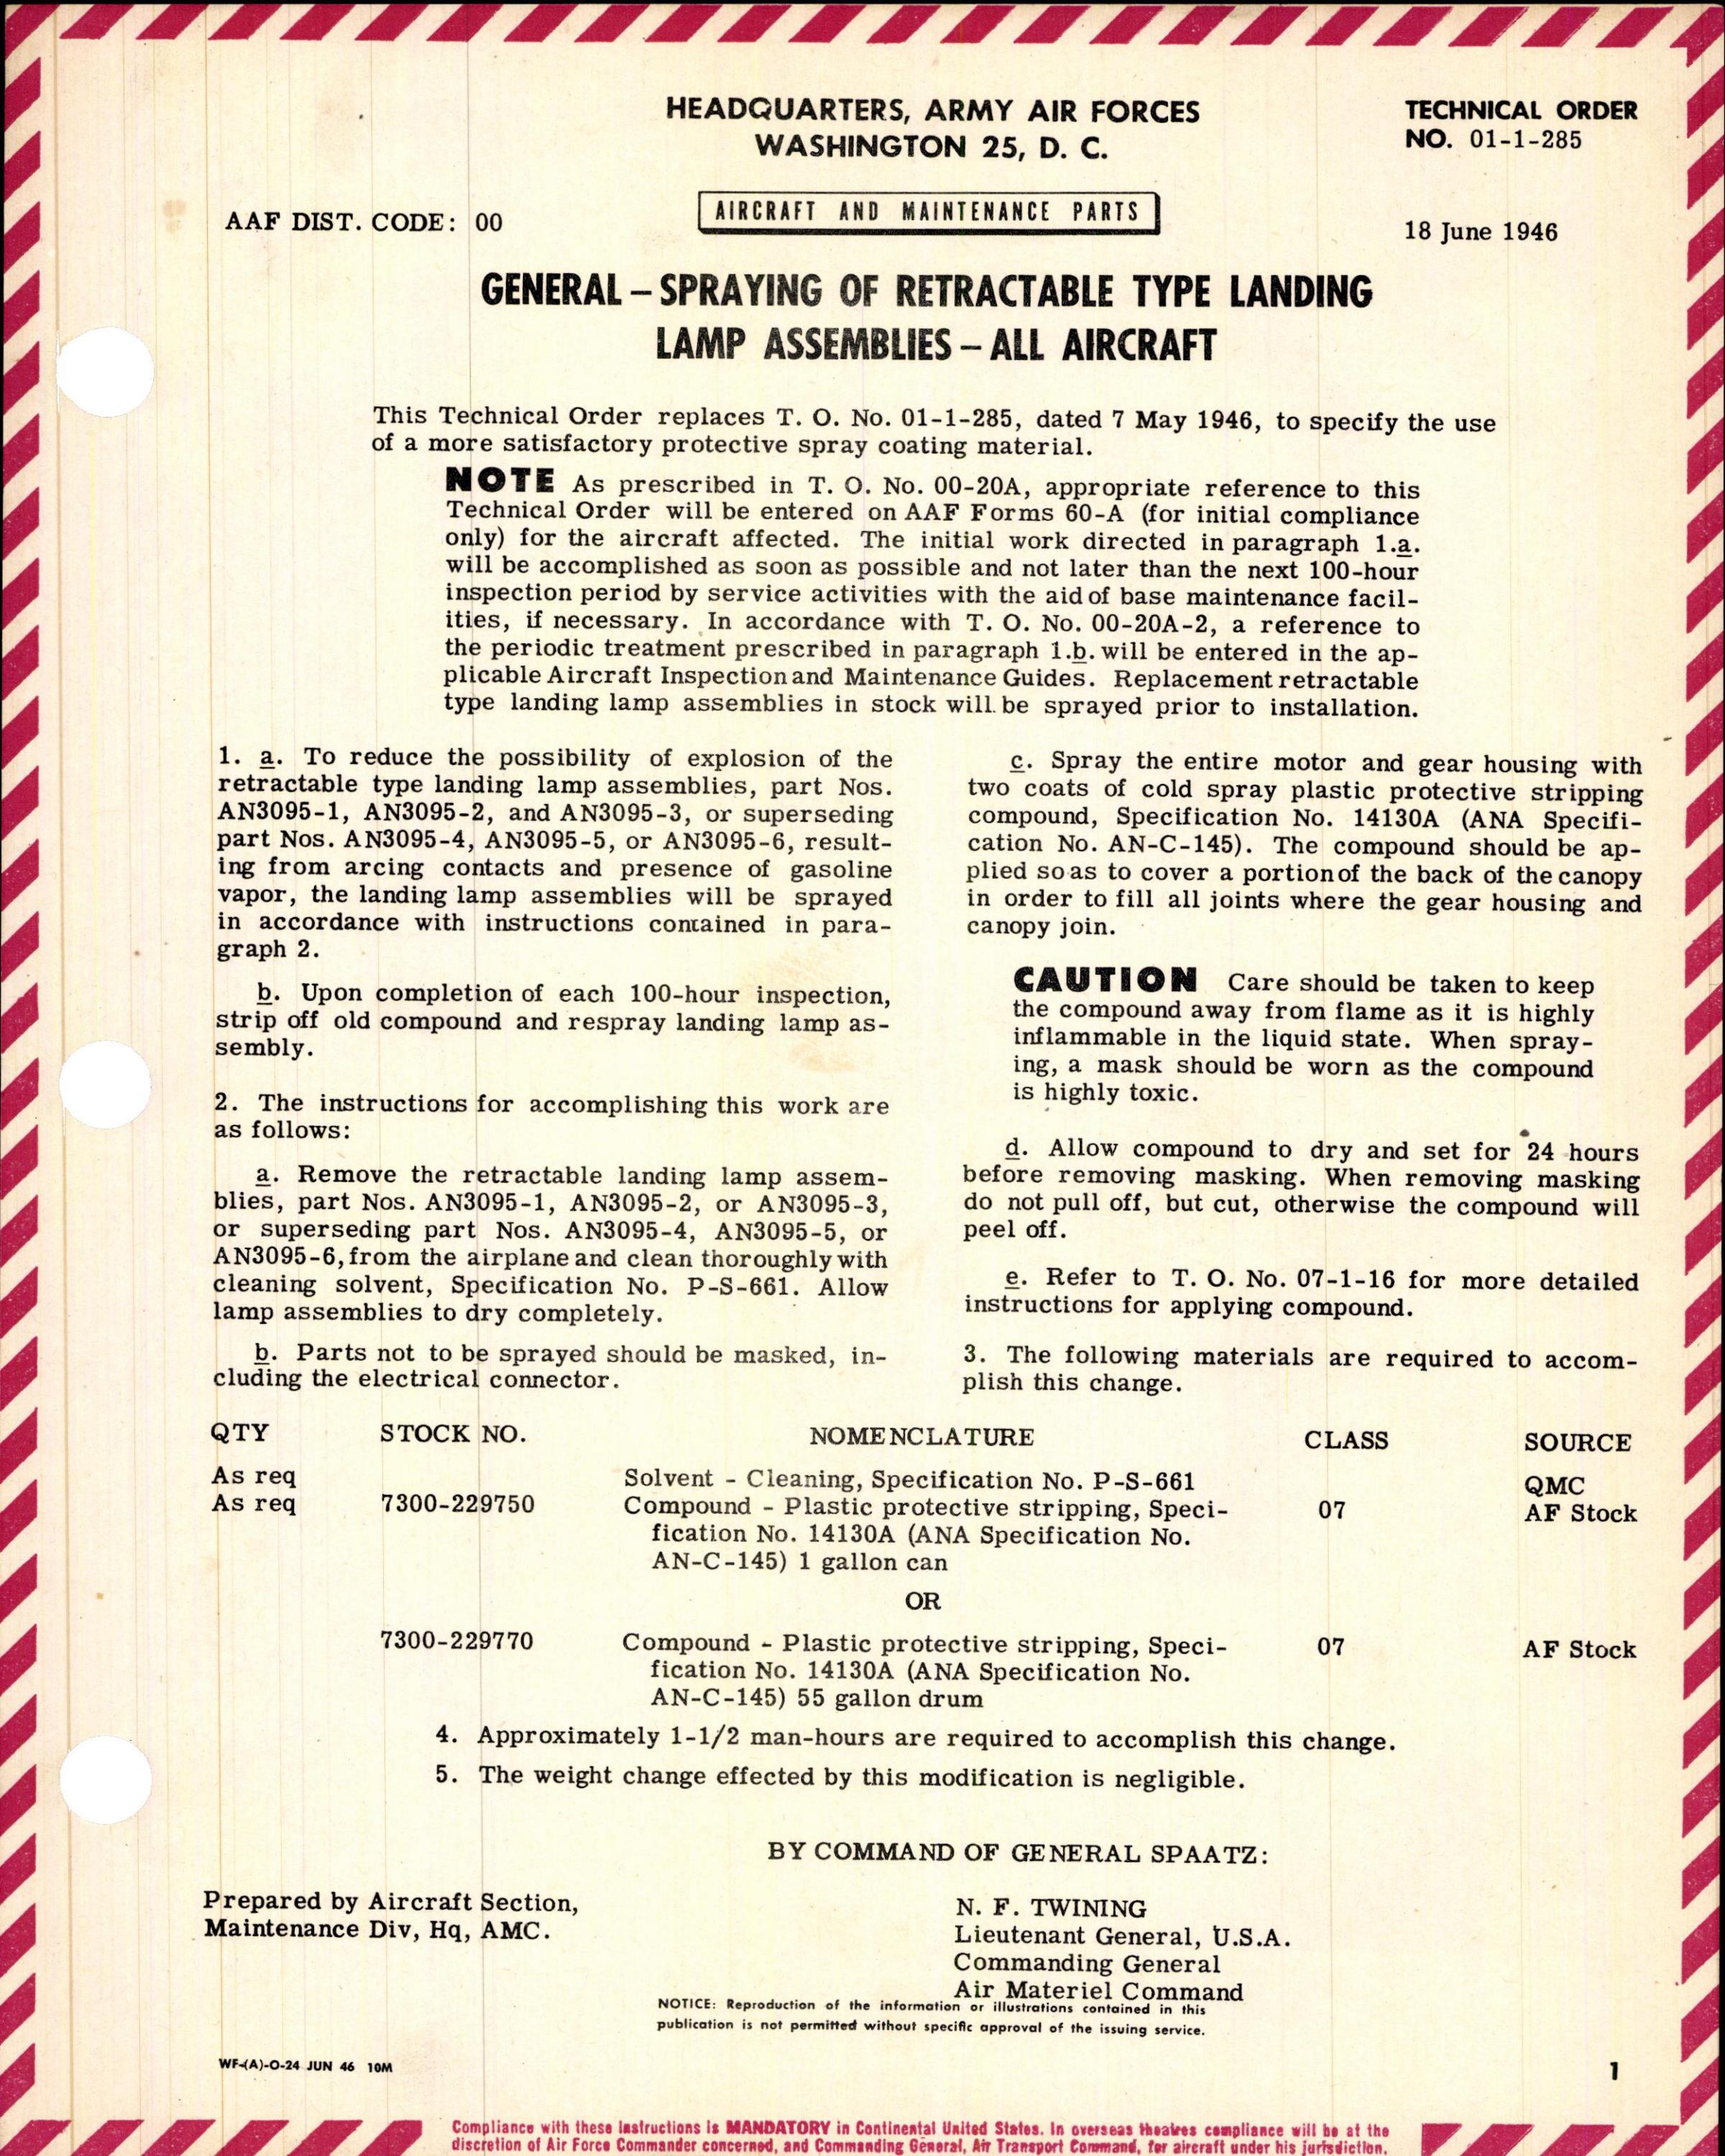 HEADQUARTERS, ARMY AIR FORCES
WASHINGTON 25, D. C.
TECHNICAL ORDER
NO. 01-1-285
AAF DIST. CODE: 00
AIRCRAFT AND MAINTENANCE PARTS
18 June 1946
GENERAL – SPRAYING OF RETRACTABLE TYPE LANDING
LAMP ASSEMBLIES – ALL AIRCRAFT
This Technical Order replaces T. O. No. 01-1-285, dated 7 May 1946, to specify the use
of a more satisfactory protective spray coating material.
NOTE As prescribed in T. O. No. 00-20A, appropriate reference to this
Technical Order will be entered on AAF Forms 60-A (for initial compliance
only) for the aircraft affected. The initial work directed in paragraph 1.a.
will be accomplished as soon as possible and not later than the next 100-hour
inspection period by service activities with the aid of base maintenance facil-
ities, if necessary. In accordance with T. O. No. 00-20A-2, a reference to
the periodic treatment prescribed in paragraph 1.b. will be entered in the ap-
plicable Aircraft Inspection and Maintenance Guides. Replacement retractable
type landing lamp assemblies in stock will be sprayed prior to installation.
1. a. To reduce the possibility of explosion of the
retractable type landing lamp assemblies, part Nos.
AN3095-1, AN3095-2, and AN3095-3, or superseding
part Nos. AN3095-4, AN3095-5, or AN3095-6, result-
ing from arcing contacts and presence of gasoline
vapor, the landing lamp assemblies will be sprayed
in accordance with instructions contained in para-
graph 2.
b. Upon completion of each 100-hour inspection,
strip off old compound and respray landing lamp as-
sembly.
2. The instructions for accomplishing this work are
as follows:
a. Remove the retractable landing lamp assem-
blies, part Nos. AN3095-1, AN3095-2, or AN3095-3,
or superseding part Nos. AN3095-4, AN3095-5, or
AN3095-6, from the airplane and clean thoroughly with
cleaning solvent, Specification No. P-S-661. Allow
lamp assemblies to dry completely.
b. Parts not to be sprayed should be masked, in-
cluding the electrical connector.
c. Spray the entire motor and gear housing with
two coats of cold spray plastic protective stripping
compound, Specification No. 14130A (ANA Specifi-
cation No. AN-C-145). The compound should be ap-
plied so as to cover a portion of the back of the canopy
in order to fill all joints where the gear housing and
canopy join.
CAUTION Care should be taken to keep
the compound away from flame as it is highly
inflammable in the liquid state. When spray-
ing, a mask should be worn as the compound
is highly toxic.
d. Allow compound to dry and set for 24 hours
before removing masking. When removing masking
do not pull off, but cut, otherwise the compound will
peel off.
e. Refer to T. O. No. 07-1-16 for more detailed
instructions for applying compound.
3. The following materials are required to accom-
plish this change.
QTY STOCK NO. NOMENCLATURE CLASS SOURCE
As req Solvent - Cleaning, Specification No. P-S-661 QMC
As req 7300-229750 Compound - Plastic protective stripping, Speci- 07 AF Stock
fication No. 14130A (ANA Specification No.
AN-C-145) 1 gallon can
OR
7300-229770 Compound - Plastic protective stripping, Speci- 07 AF Stock
fication No. 14130A (ANA Specification No.
AN-C-145) 55 gallon drum
4. Approximately 1-1/2 man-hours are required to accomplish this change.
5. The weight change effected by this modification is negligible.
BY COMMAND OF GENERAL SPAATZ:
Prepared by Aircraft Section,
Maintenance Div, Hq, AMC.
N. F. TWINING
Lieutenant General, U.S.A.
Commanding General
Air Materiel Command
NOTICE: Reproduction of the information or illustrations contained in this
publication is not permitted without specific approval of the issuing service.
WF-(A)-O-24 JUN 46 10M
1
Compliance with these Instructions is MANDATORY in Continental United States. In overseas theatres compliance will be at the
discretion of Air Force Commander concerned, and Commanding General, Air Transport Command, for aircraft under his jurisdiction.